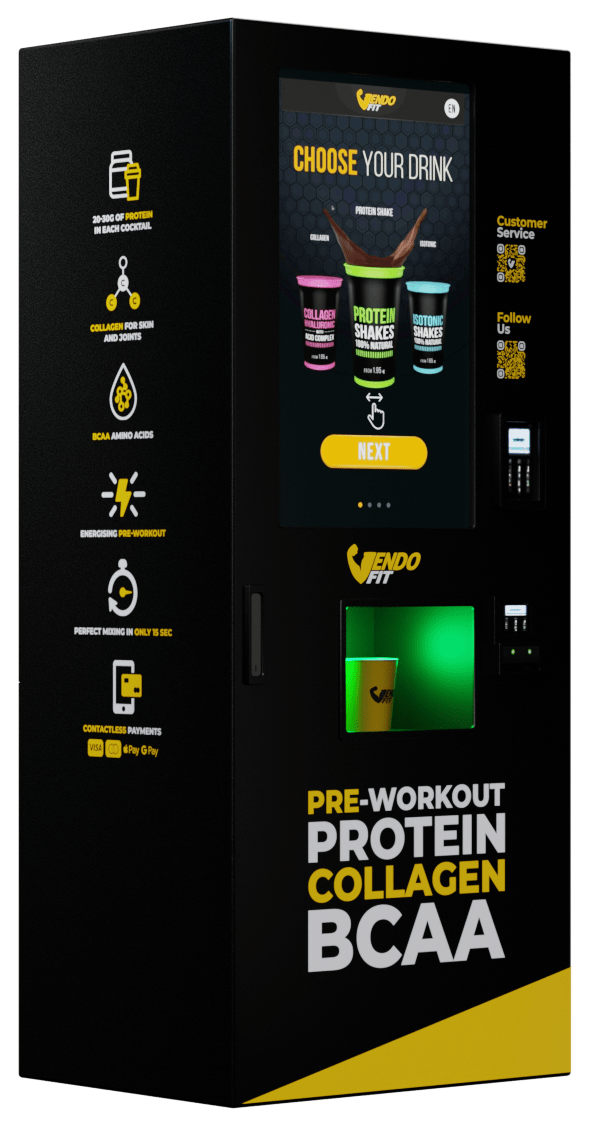 20-30G OF PROTEIN
IN EACH COCKTAIL
COLLAGEN FOR SKIN
AND JOINTS
BCAA AMINO ACIDS
ENERGISING PRE-WORKOUT
PERFECT MIXING IN ONLY 15 SEC
CONTACTLESS PAYMENTS
VISA Pay G Pay
VENDO
FIT
EN
CHOOSE YOUR DRINK
PROTEIN SHAKE
COLLAGEN
ISOTONIC
COLLAGEN
HYALURONIC
WITH
ACID COMPLEX
FROM 1.95
PROTEIN
SHAKES
100% NATURAL
FROM 1.95
ISOTONIC
SHAKES
100% NATURAL
FROM 1.95
NEXT
Customer
Service
Follow
Us
VENDO
FIT
VENDO
FIT
PRE-WORKOUT
PROTEIN
COLLAGEN
BCAA